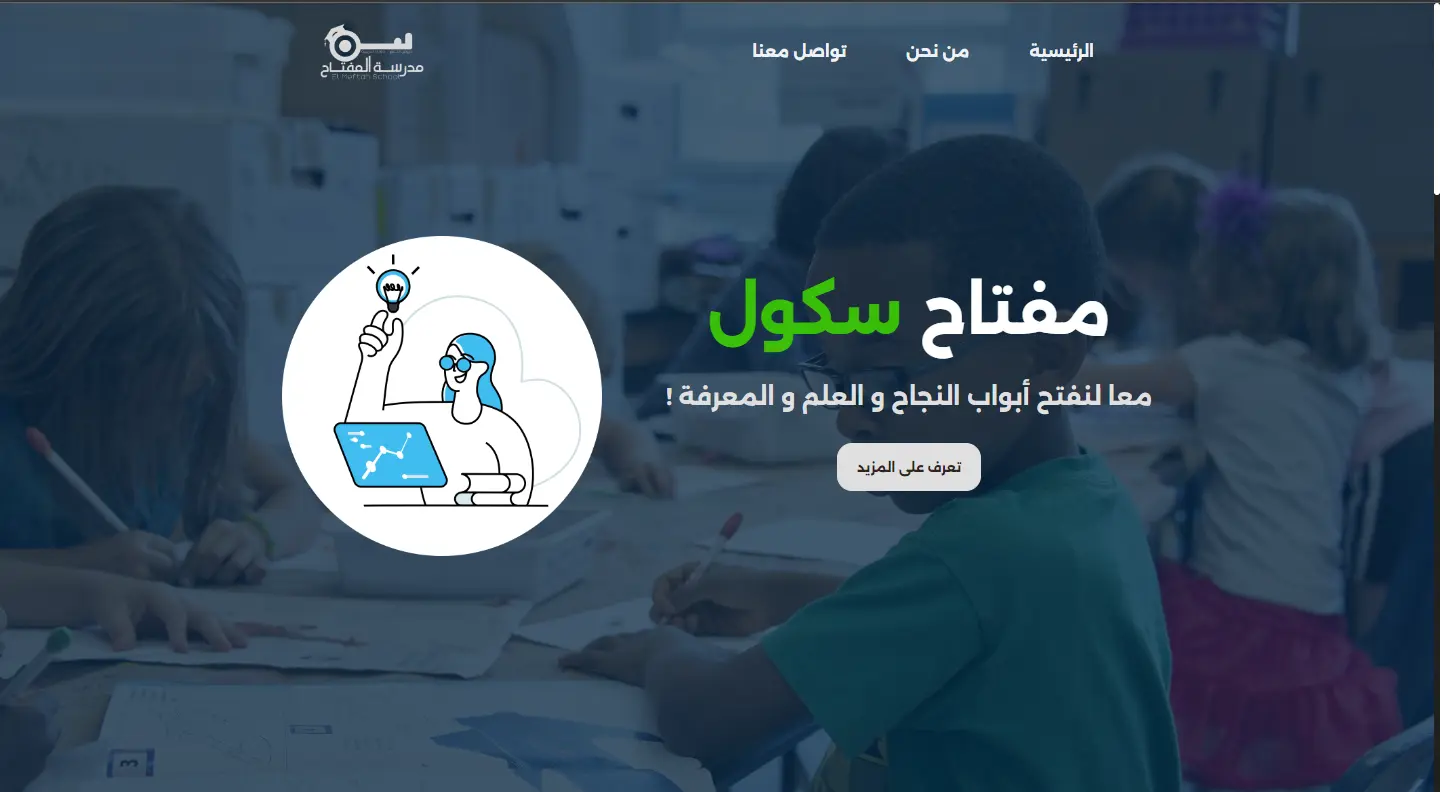 الرئيسية
من نحن
تواصل معنا
مدرسة المفتاح
El Meftah School
مفتاح سكول
معا لنفتح أبواب النجاح و العلم و المعرفة !
تعرف على المزيد
3